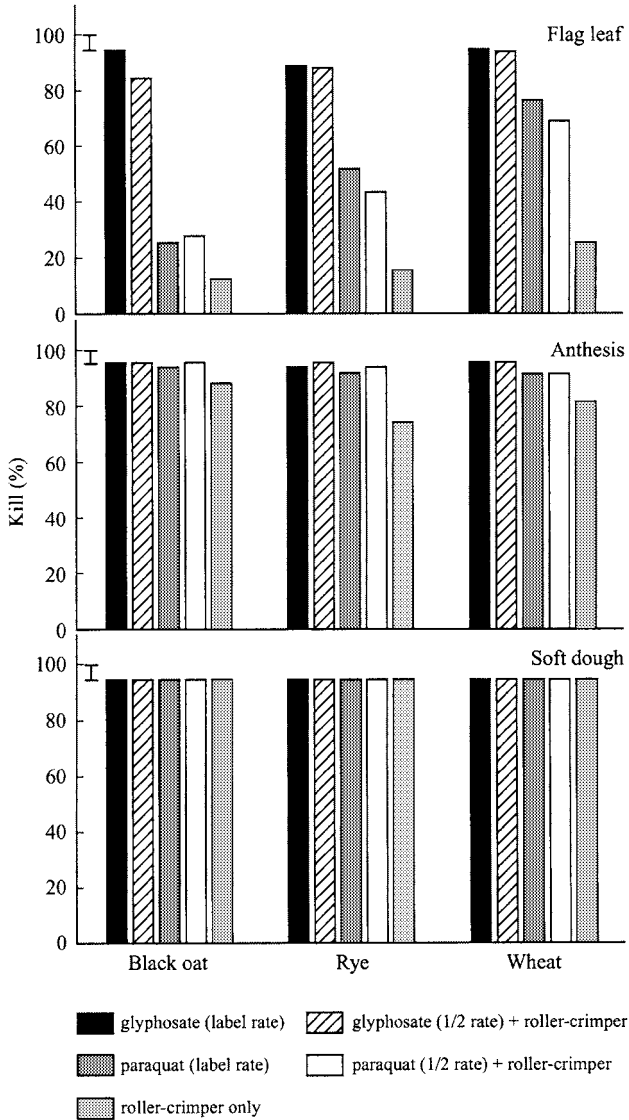 Flag leaf
100
80
60
40
20
0
Anthesis
100
80
60
40
20
0
Kill (%)
Soft dough
100
80
60
40
20
0
Black oat Rye Wheat
glyphosate (label rate) glyphosate (1/2 rate) + roller-crimper
paraquat (label rate) paraquat (1/2 rate) + roller-crimper
roller-crimper only